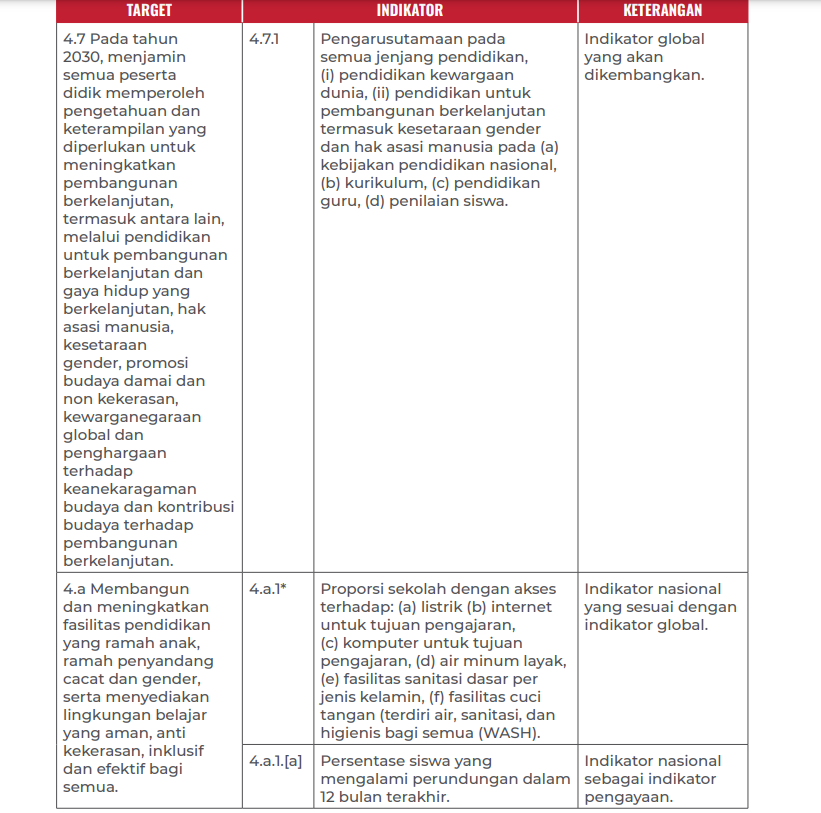 TARGET
INDIKATOR
KETERANGAN
4.7 Pada tahun
2030, menjamin
semua peserta
didik memperoleh
pengetahuan dan
keterampilan yang
diperlukan untuk
meningkatkan
pembangunan
berkelanjutan,
termasuk antara lain,
melalui pendidikan
untuk pembangunan
berkelanjutan dan
gaya hidup yang
berkelanjutan, hak
asasi manusia,
kesetaraan
gender, promosi
budaya damai dan
non kekerasan,
kewarganegaraan
global dan
penghargaan
terhadap
keanekaragaman
budaya dan kontribusi
budaya terhadap
pembangunan
berkelanjutan.
4.7.1
Pengarusutamaan pada
semua jenjang pendidikan,
(i) pendidikan kewargaan
dunia, (ii) pendidikan untuk
pembangunan berkelanjutan
termasuk kesetaraan gender
dan hak asasi manusia pada (a)
kebijakan pendidikan nasional,
(b) kurikulum, (c) pendidikan
guru, (d) penilaian siswa.
Indikator global
yang akan
dikembangkan.
4.a Membangun
dan meningkatkan
fasilitas pendidikan
yang ramah anak,
ramah penyandang
cacat dan gender,
serta menyediakan
lingkungan belajar
yang aman, anti
kekerasan, inklusif
dan efektif bagi
semua.
4.a.1*
Proporsi sekolah dengan akses
terhadap: (a) listrik (b) internet
untuk tujuan pengajaran,
(c) komputer untuk tujuan
pengajaran, (d) air minum layak,
(e) fasilitas sanitasi dasar per
jenis kelamin, (f) fasilitas cuci
tangan (terdiri air, sanitasi, dan
higienis bagi semua (WASH).
Indikator nasional
yang sesuai dengan
indikator global.
4.a.1.[a]
Persentase siswa yang
mengalami perundungan dalam
12 bulan terakhir.
Indikator nasional
sebagai indikator
pengayaan.